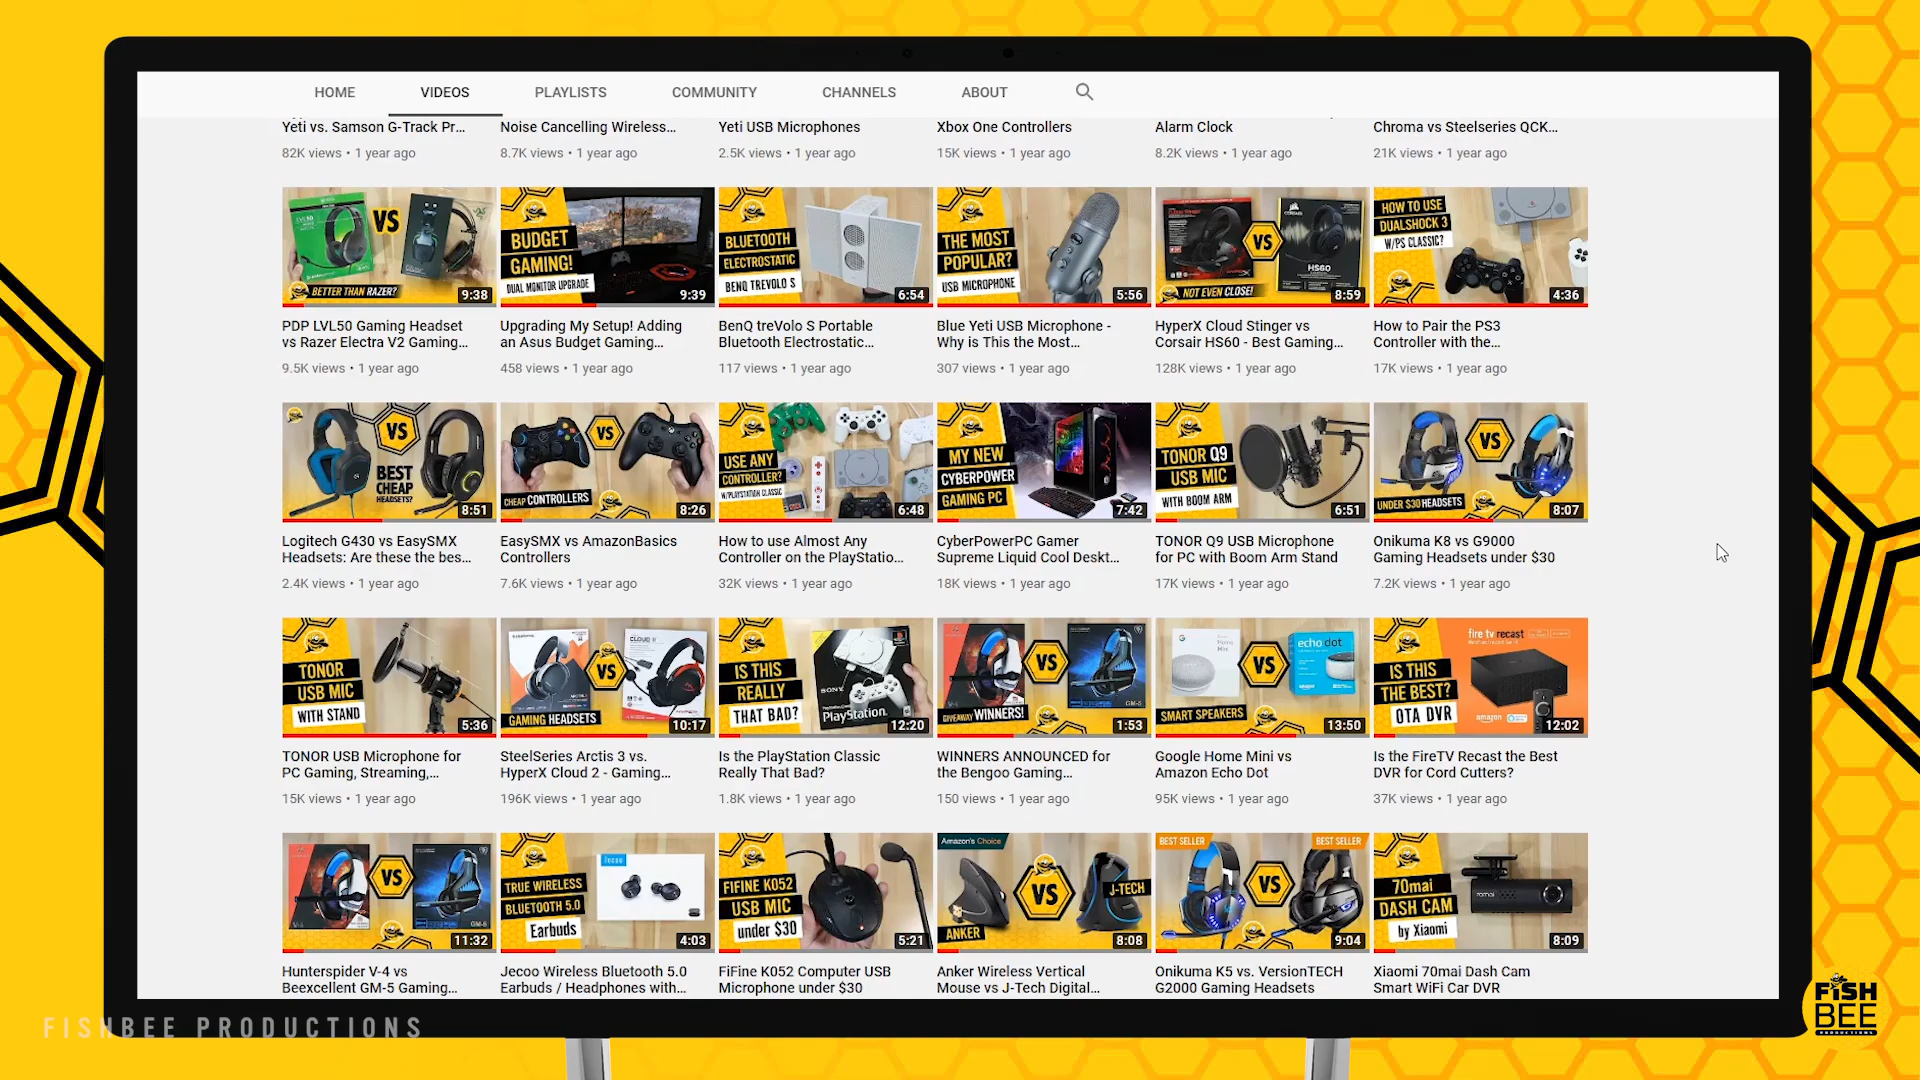 HOME VIDEOS PLAYLISTS COMMUNITY CHANNELS ABOUT
Yeti vs. Samson G-Track Pr...
82K views • 1 year ago
Noise Cancelling Wireless...
8.7K views • 1 year ago
Yeti USB Microphones
2.5K views • 1 year ago
Xbox One Controllers
15K views • 1 year ago
Alarm Clock
8.2K views • 1 year ago
Chroma vs Steelseries QCK...
21K views • 1 year ago
VS
BETTER THAN RAZER?
9:38
PDP LVL50 Gaming Headset
vs Razer Electra V2 Gaming...
9.5K views • 1 year ago
BUDGET
GAMING!
DUAL MONITOR UPGRADE
9:39
Upgrading My Setup! Adding
an Asus Budget Gaming...
458 views • 1 year ago
BLUETOOTH
ELECTROSTATIC
BENQ TREVOLO S
6:54
BenQ treVolo S Portable
Bluetooth Electrostatic...
117 views • 1 year ago
THE MOST
POPULAR?
USB MICROPHONE
5:56
Blue Yeti USB Microphone -
Why is This the Most...
307 views • 1 year ago
VS
HS60
NOT EVEN CLOSE!
8:59
HyperX Cloud Stinger vs
Corsair HS60 - Best Gaming...
128K views • 1 year ago
HOW TO USE
DUALSHOCK 3
W/PS CLASSIC?
4:36
How to Pair the PS3
Controller with the...
17K views • 1 year ago
VS
BEST
CHEAP
HEADSETS?
8:51
Logitech G430 vs EasySMX
Headsets: Are these the bes...
2.4K views • 1 year ago
VS
CHEAP CONTROLLERS
8:26
EasySMX vs AmazonBasics
Controllers
7.6K views • 1 year ago
USE ANY
CONTROLLER?
W/PLAYSTATION CLASSIC
6:48
How to use Almost Any
Controller on the PlayStatio...
32K views • 1 year ago
MY NEW
CYBERPOWER
GAMING PC
7:42
CyberPowerPC Gamer
Supreme Liquid Cool Deskt...
18K views • 1 year ago
TONOR Q9
USB MIC
WITH BOOM ARM
6:51
TONOR Q9 USB Microphone
for PC with Boom Arm Stand
17K views • 1 year ago
VS
UNDER $30 HEADSETS
8:07
Onikuma K8 vs G9000
Gaming Headsets under $30
7.2K views • 1 year ago
TONOR
USB MIC
WITH STAND
5:36
TONOR USB Microphone for
PC Gaming, Streaming,...
15K views • 1 year ago
CLOUD II
VS
GAMING HEADSETS
10:17
SteelSeries Arctis 3 vs.
HyperX Cloud 2 - Gaming...
196K views • 1 year ago
IS THIS
REALLY
THAT BAD?
SONY
PlayStation
12:20
Is the PlayStation Classic
Really That Bad?
1.8K views • 1 year ago
VS
GIVEAWAY WINNERS!
GM-5
1:53
WINNERS ANNOUNCED for
the Bengoo Gaming...
150 views • 1 year ago
echo dot
VS
SMART SPEAKERS
13:50
Google Home Mini vs
Amazon Echo Dot
95K views • 1 year ago
fire tv recast
IS THIS
THE BEST?
OTA DVR
amazon
12:02
Is the FireTV Recast the Best
DVR for Cord Cutters?
37K views • 1 year ago
VS
11:32
Hunterspider V-4 vs
Beexcellent GM-5 Gaming...
TRUE WIRELESS
BLUETOOTH 5.0
Earbuds
4:03
Jecoo Wireless Bluetooth 5.0
Earbuds / Headphones with...
FIFINE K052
USB MIC
under $30
5:21
FiFine K052 Computer USB
Microphone under $30
Amazon's Choice
VS
J-TECH
ANKER
8:08
Anker Wireless Vertical
Mouse vs J-Tech Digital...
BEST SELLER
BEST SELLER
VS
9:04
Onikuma K5 vs. VersionTECH
G2000 Gaming Headsets
70mai
DASH CAM
by Xiaomi
8:09
Xiaomi 70mai Dash Cam
Smart WiFi Car DVR
FISHBEE PRODUCTIONS
FISH
BEE
PRODUCTIONS